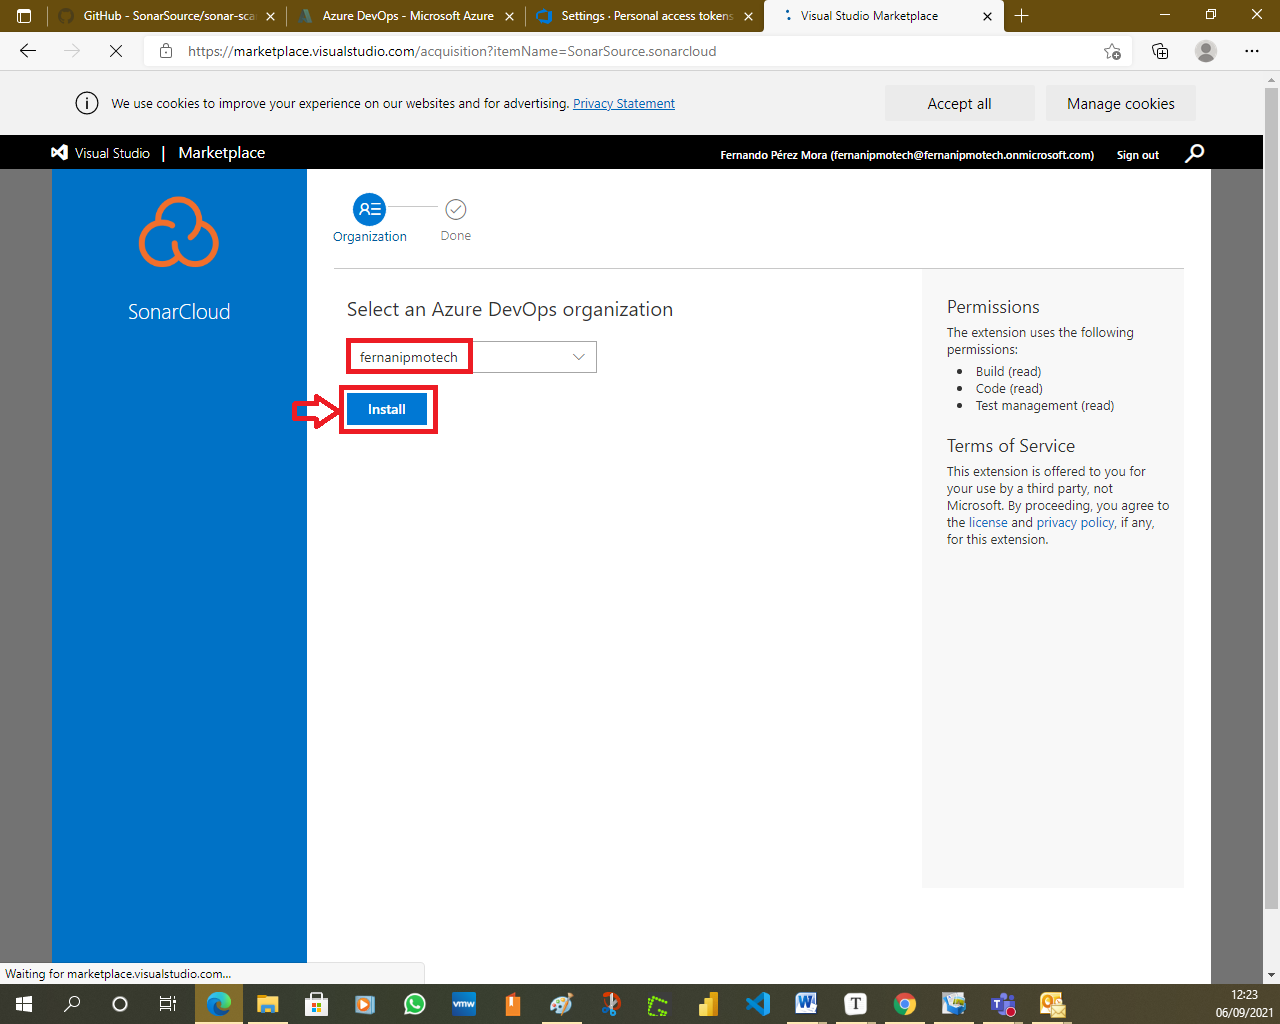 GitHub - SonarSource/sonar-sca
Azure DevOps - Microsoft Azure
Settings · Personal access tokens
Visual Studio Marketplace
https://marketplace.visualstudio.com/acquisition?itemName=SonarSource.sonarcloud
We use cookies to improve your experience on our websites and for advertising. Privacy Statement
Accept all
Manage cookies
Visual Studio | Marketplace
Fernando Pérez Mora (fernanipmotech@fernanipmotech.onmicrosoft.com)
Sign out
SonarCloud
Organization
Done
Select an Azure DevOps organization
fernanipmotech
Install
Permissions
The extension uses the following
permissions:
Build (read)
Code (read)
Test management (read)
Terms of Service
This extension is offered to you for
your use by a third party, not
Microsoft. By proceeding, you agree to
the license and privacy policy, if any,
for this extension.
Waiting for marketplace.visualstudio.com...
vmw
W
T
12:23
06/09/2021